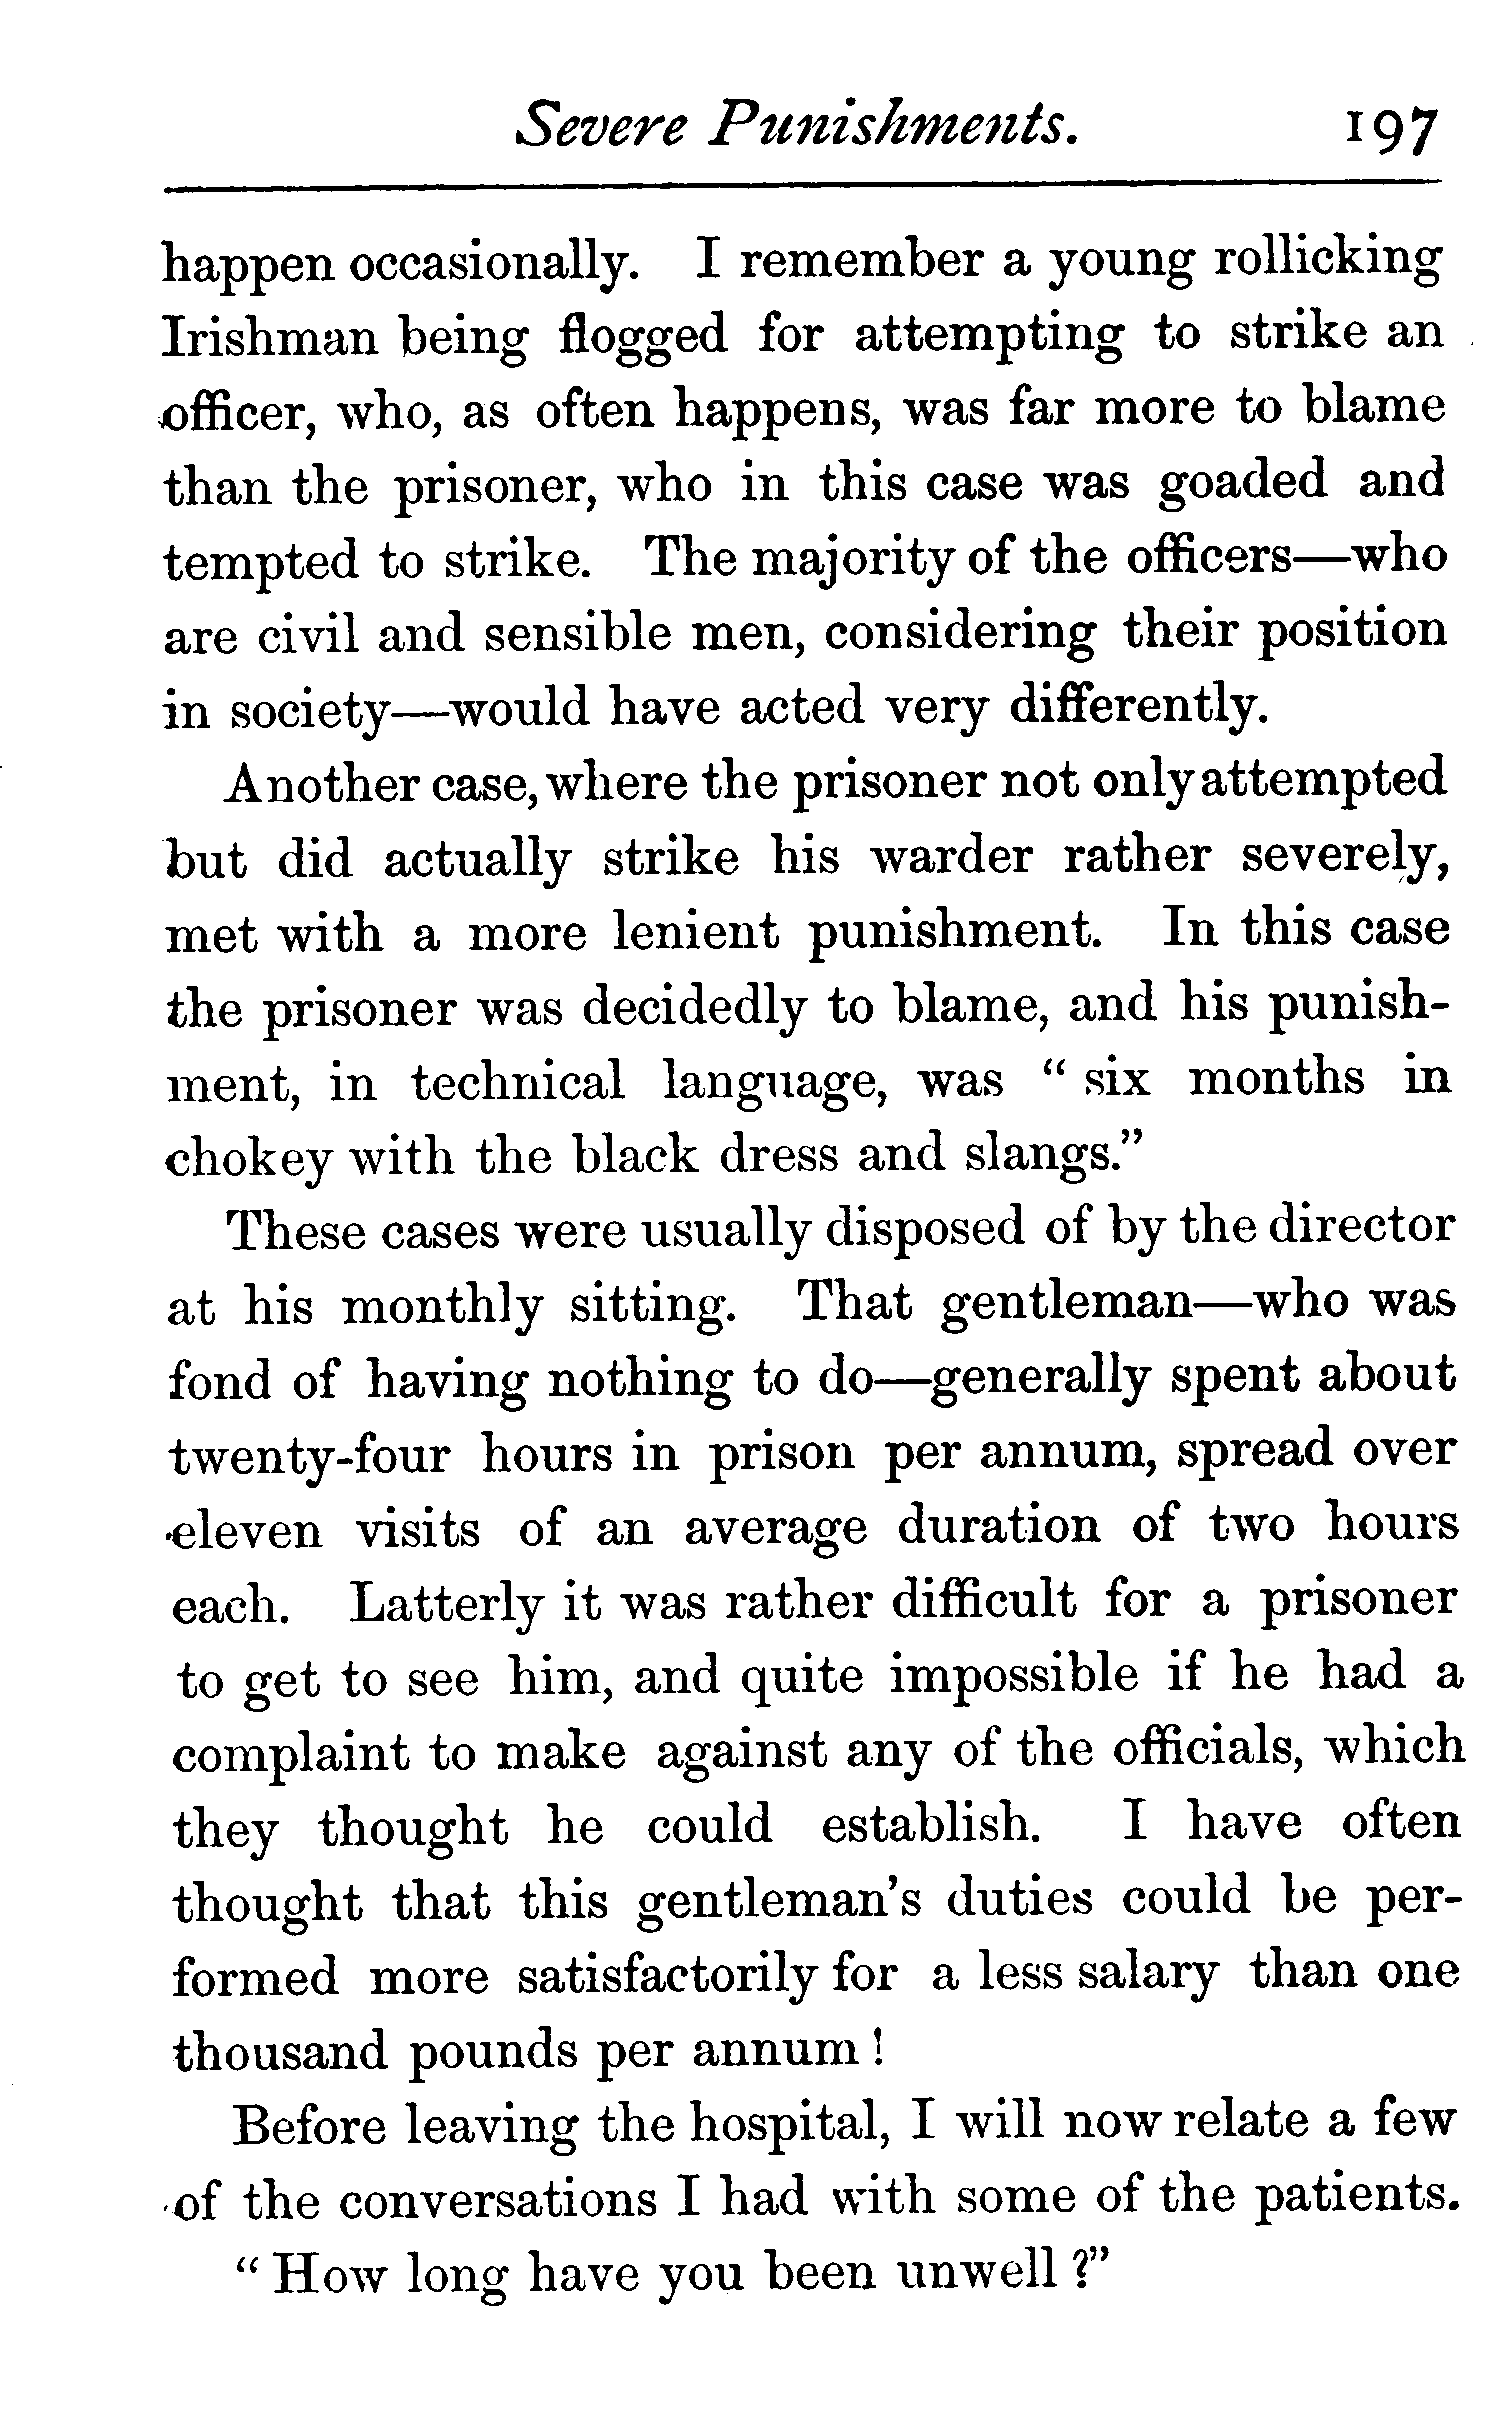 Severe Punishments. 197
happen occasionally. I remember a young rollicking
Irishman being flogged for attempting to strike an
officer, who, as often happens, was far more to blame
than the prisoner, who in this case was goaded and
tempted to strike. The majority of the officers—who
are civil and sensible men, considering their position
in society—would have acted very differently.
Another case, where the prisoner not only attempted
but did actually strike his warder rather severely,
met with a more lenient punishment. In this case
the prisoner was decidedly to blame, and his punish-
ment, in technical language, was “ six months in
chokey with the black dress and slangs.”
These cases were usually disposed of by the director
at his monthly sitting. That gentleman—who was
fond of having nothing to do—generally spent about
twenty-four hours in prison per annum, spread over
eleven visits of an average duration of two hours
each. Latterly it was rather difficult for a prisoner
to get to see him, and quite impossible if he had a
complaint to make against any of the officials, which
they thought he could establish. I have often
thought that this gentleman’s duties could be per-
formed more satisfactorily for a less salary than one
thousand pounds per annum !
Before leaving the hospital, I will now relate a few
of the conversations I had with some of the patients.
“ How long have you been unwell ?”